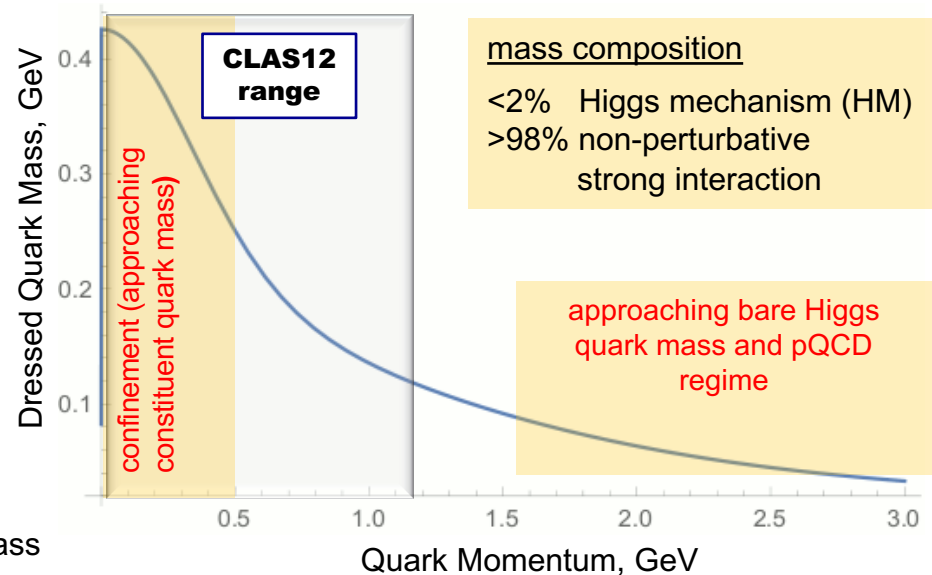 CLAS12
range
mass composition
<2% Higgs mechanism (HM)
>98% non-perturbative
strong interaction
confinement (approaching
constituent quark mass)
approaching bare Higgs
quark mass and pQCD
regime
Dressed Quark Mass, GeV
0.4
0.3
0.2
0.1
0.5 1.0 1.5 2.0 2.5 3.0
Quark Momentum, GeV